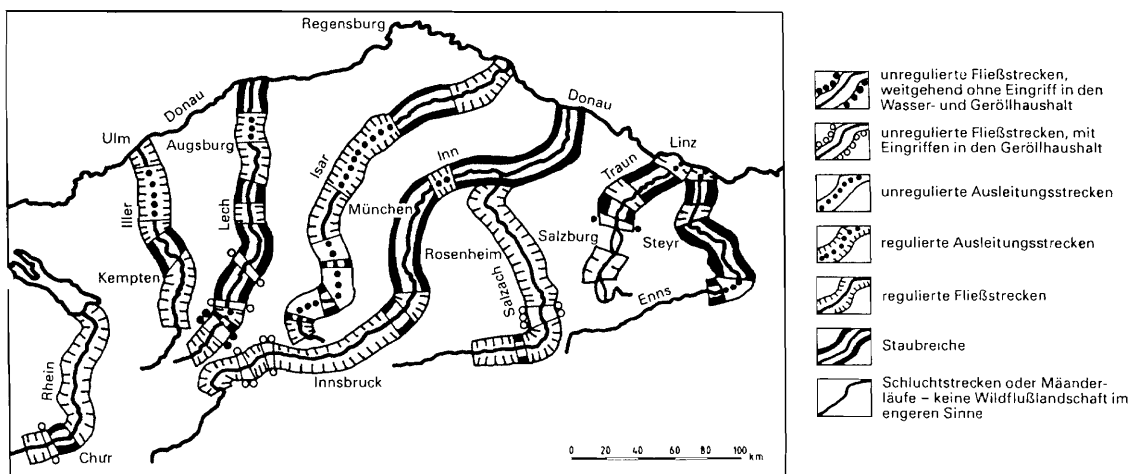 Regensburg
Donau
Donau
Ulm
Augsburg
Linz
Traun
Inn
Isar
Iller
Lech
München
Salzburg
Steyr
Rosenheim
Kempten
Salzach
Enns
Rhein
Innsbruck
Chur
0 20 40 60 80 100 km
unregulierte Fließstrecken,
weitgehend ohne Eingriff in den
Wasser- und Geröllhaushalt
unregulierte Fließstrecken, mit
Eingriffen in den Geröllhaushalt
unregulierte Ausleitungsstrecken
regulierte Ausleitungsstrecken
regulierte Fließstrecken
Staubreiche
Schluchtstrecken oder Mäander-
läufe – keine Wildflußlandschaft im
engeren Sinne